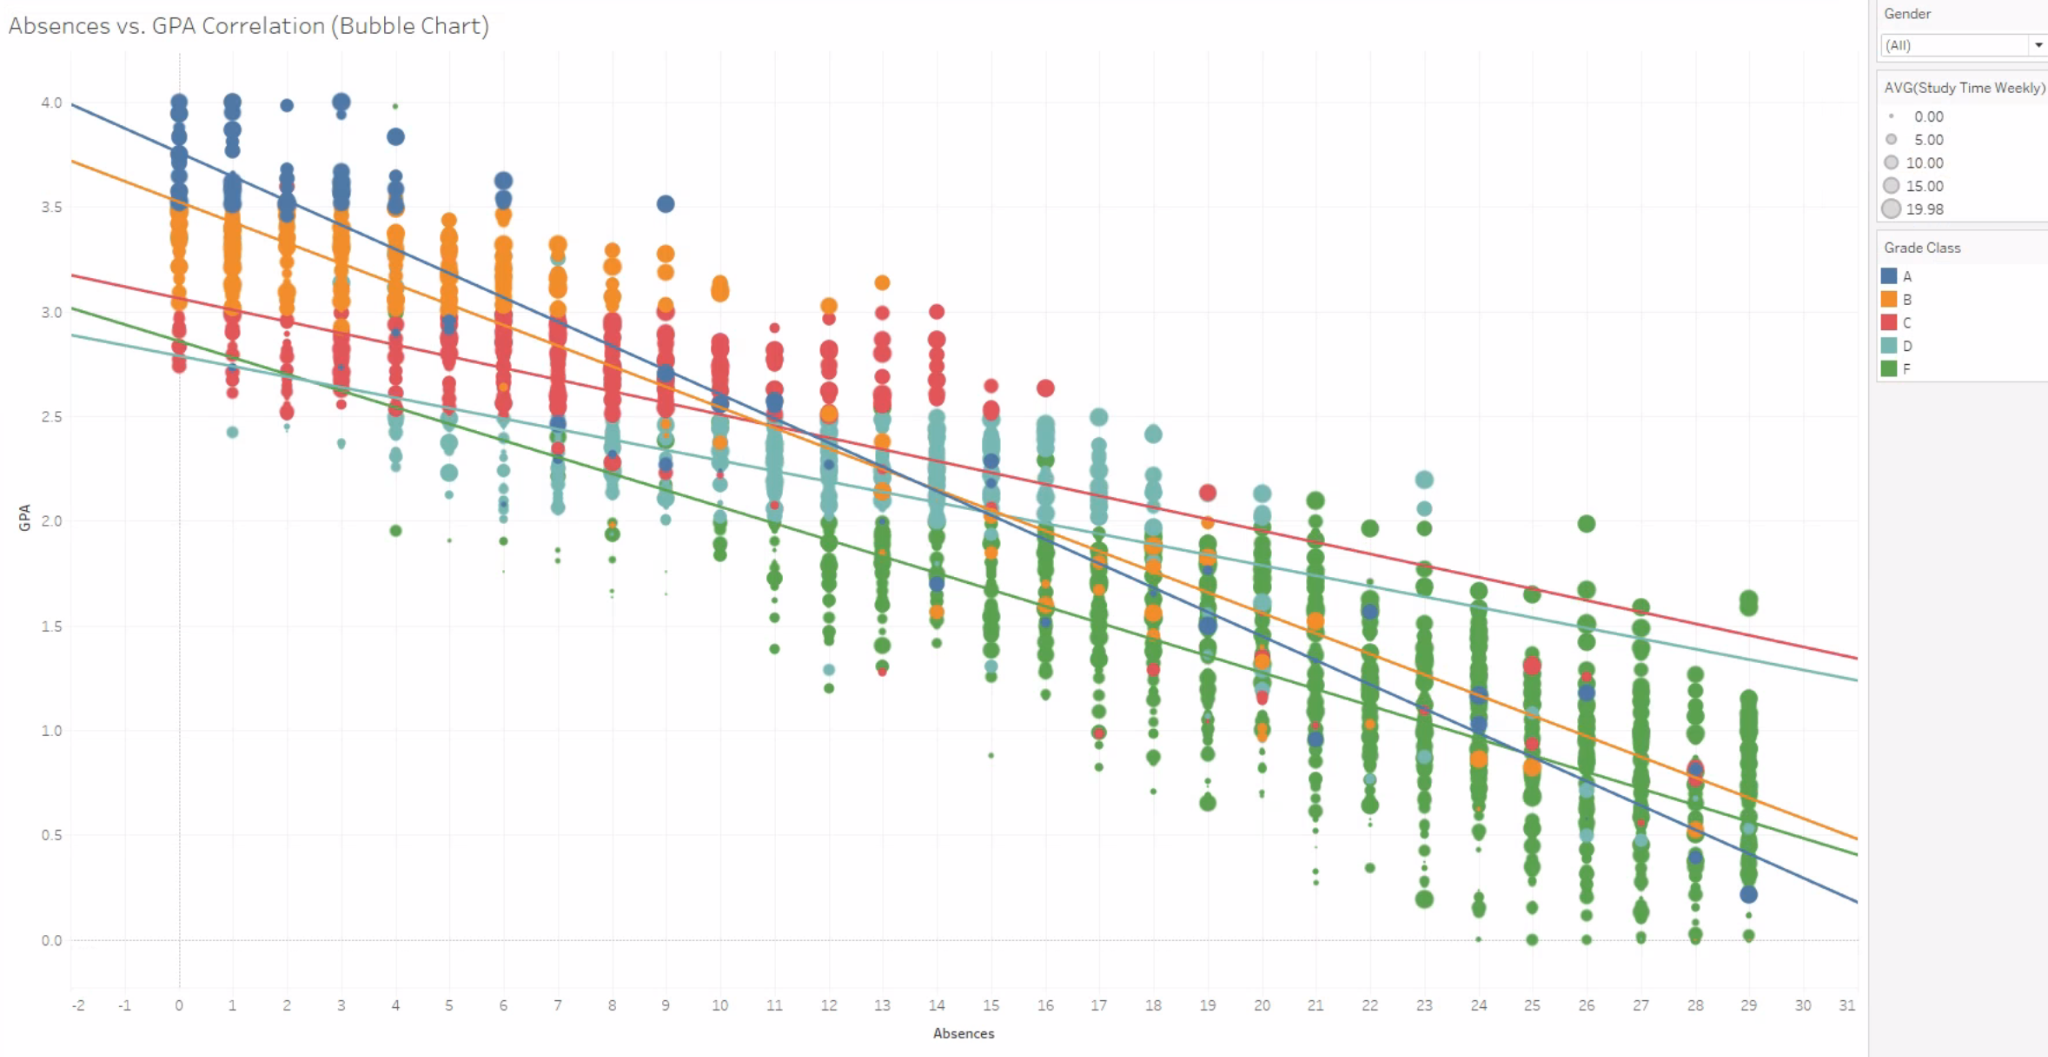 Absences vs. GPA Correlation (Bubble Chart)
4.0
3.5
3.0
2.5
2.0
1.5
1.0
0.5
0.0
GPA
-2 -1 0 1 2 3 4 5 6 7 8 9 10 11 12 13 14 15 16 17 18 19 20 21 22 23 24 25 26 27 28 29 30 31
Absences
Gender
(All)
AVG(Study Time Weekly)
0.00
5.00
10.00
15.00
19.98
Grade Class
A
B
C
D
F